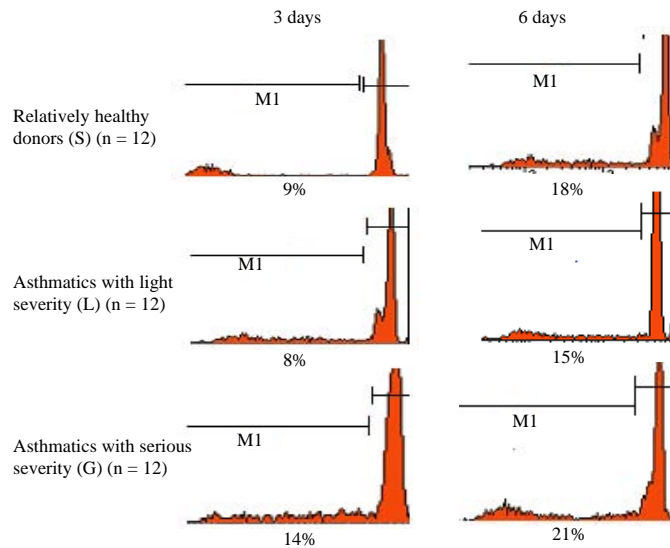 3 days
6 days
M1
M1
Relatively healthy
donors (S) (n = 12)
9%
18%
M1
M1
Asthmatics with light
severity (L) (n = 12)
8%
15%
M1
M1
Asthmatics with serious
severity (G) (n = 12)
14%
21%